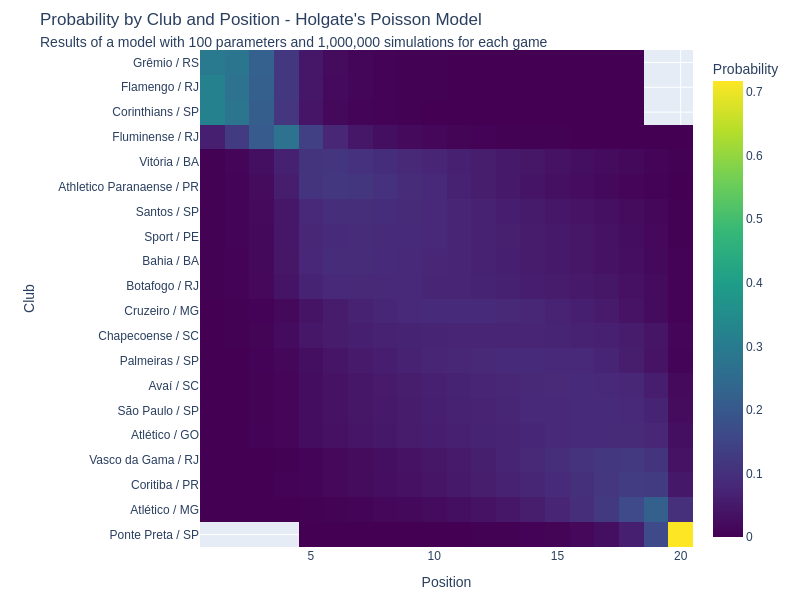 Probability by Club and Position - Holgate's Poisson Model
Results of a model with 100 parameters and 1,000,000 simulations for each game
Probability
Club
Grêmio / RS
Flamengo / RJ
Corinthians / SP
Fluminense / RJ
Vitória / BA
Athletico Paranaense / PR
Santos / SP
Sport / PE
Bahia / BA
Botafogo / RJ
Cruzeiro / MG
Chapecoense / SC
Palmeiras / SP
Avaí / SC
São Paulo / SP
Atlético / GO
Vasco da Gama / RJ
Coritiba / PR
Atlético / MG
Ponte Preta / SP
0.7
0.6
0.5
0.4
0.3
0.2
0.1
0
5 10 15 20
Position